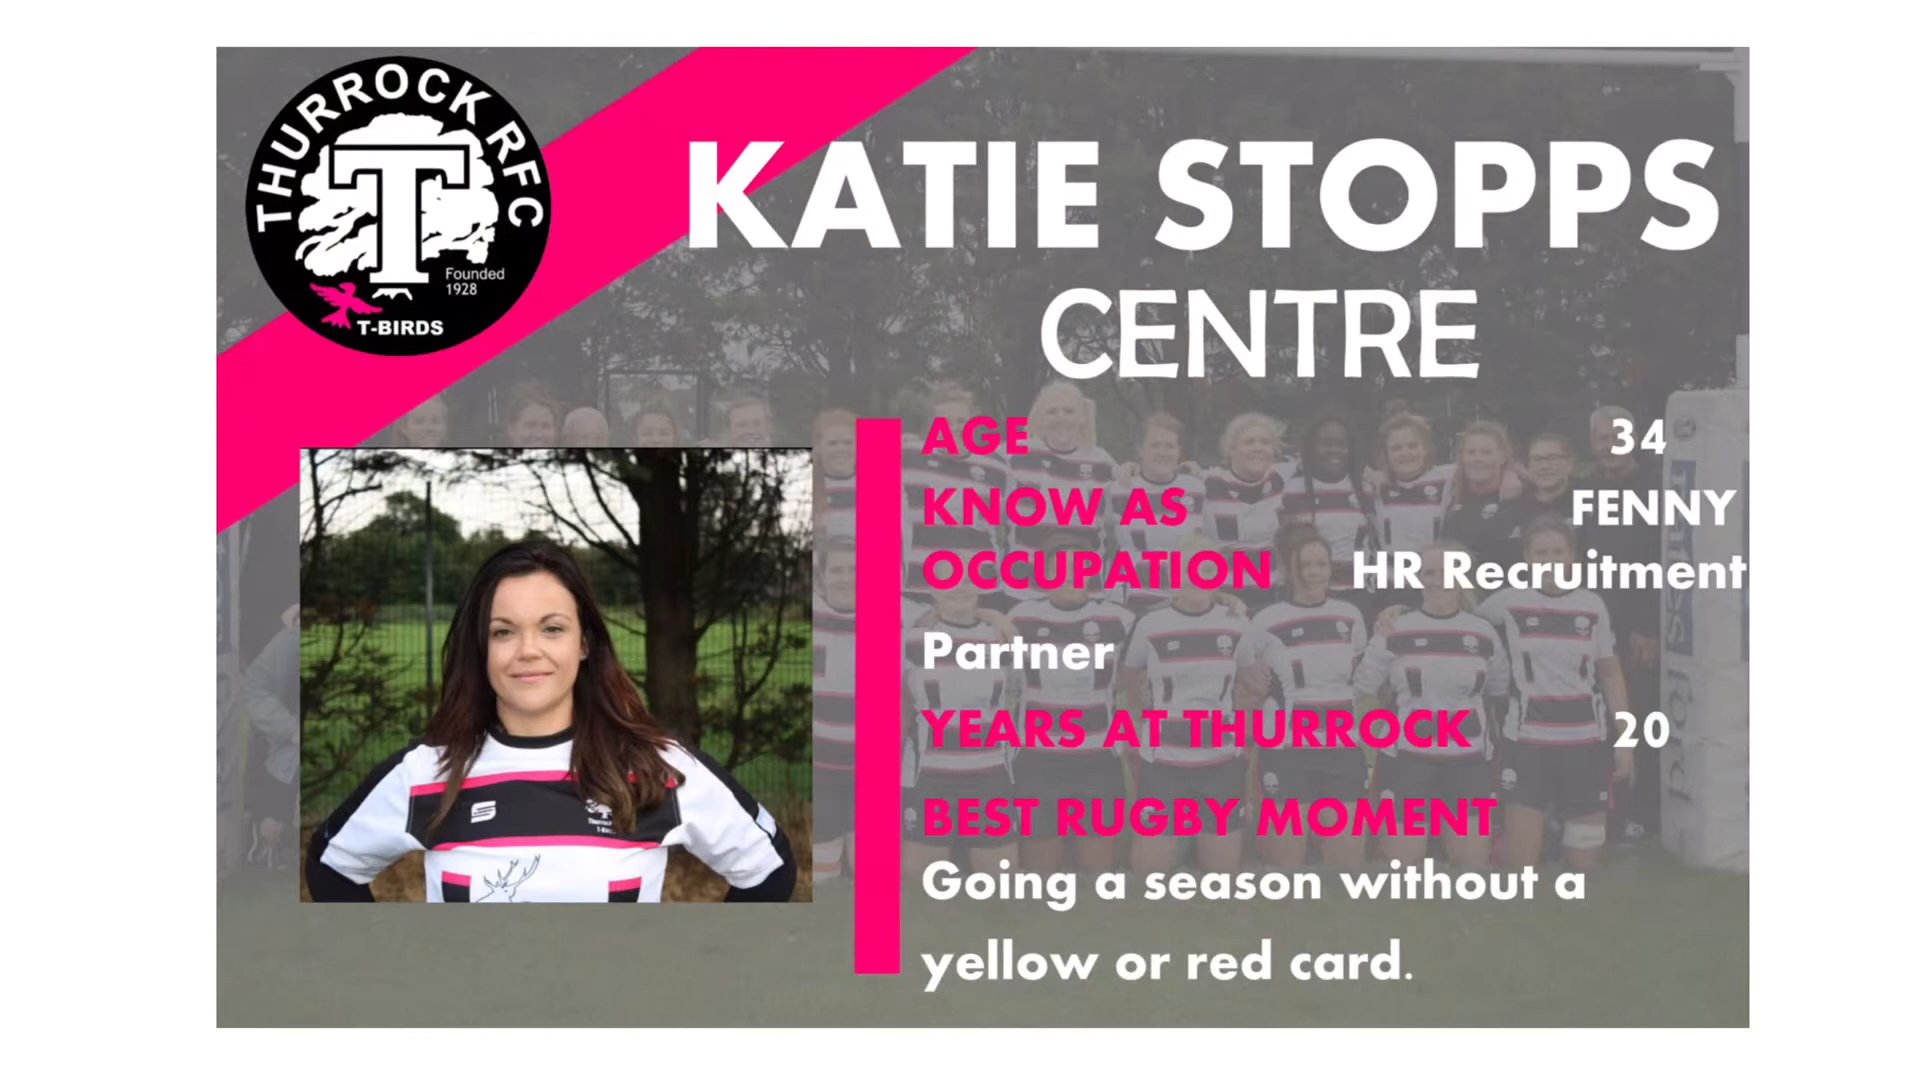 THURROCK RFC
Founded
1928
T-BIRDS
KATIE STOPPS
CENTRE
AGE 34
KNOW AS FENNY
OCCUPATION HR Recruitment
Partner
YEARS AT THURROCK 20
BEST RUGBY MOMENT
Going a season without a
yellow or red card.